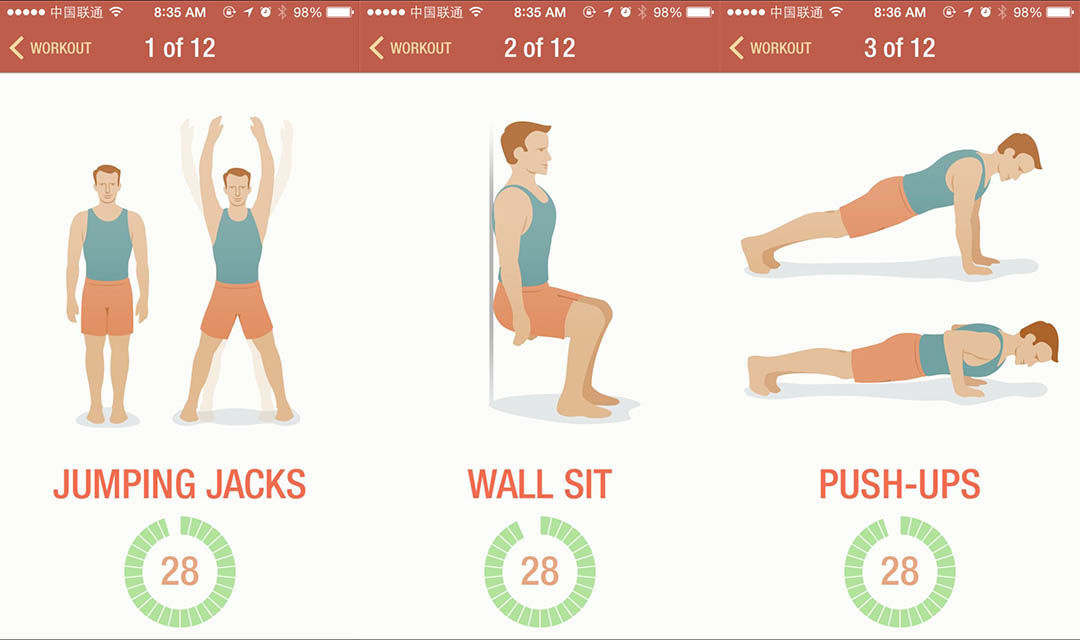 中国联通 8:35 AM 98%
WORKOUT 1 of 12
JUMPING JACKS
28
中国联通 8:35 AM 98%
WORKOUT 2 of 12
WALL SIT
28
中国联通 8:36 AM 98%
WORKOUT 3 of 12
PUSH-UPS
28